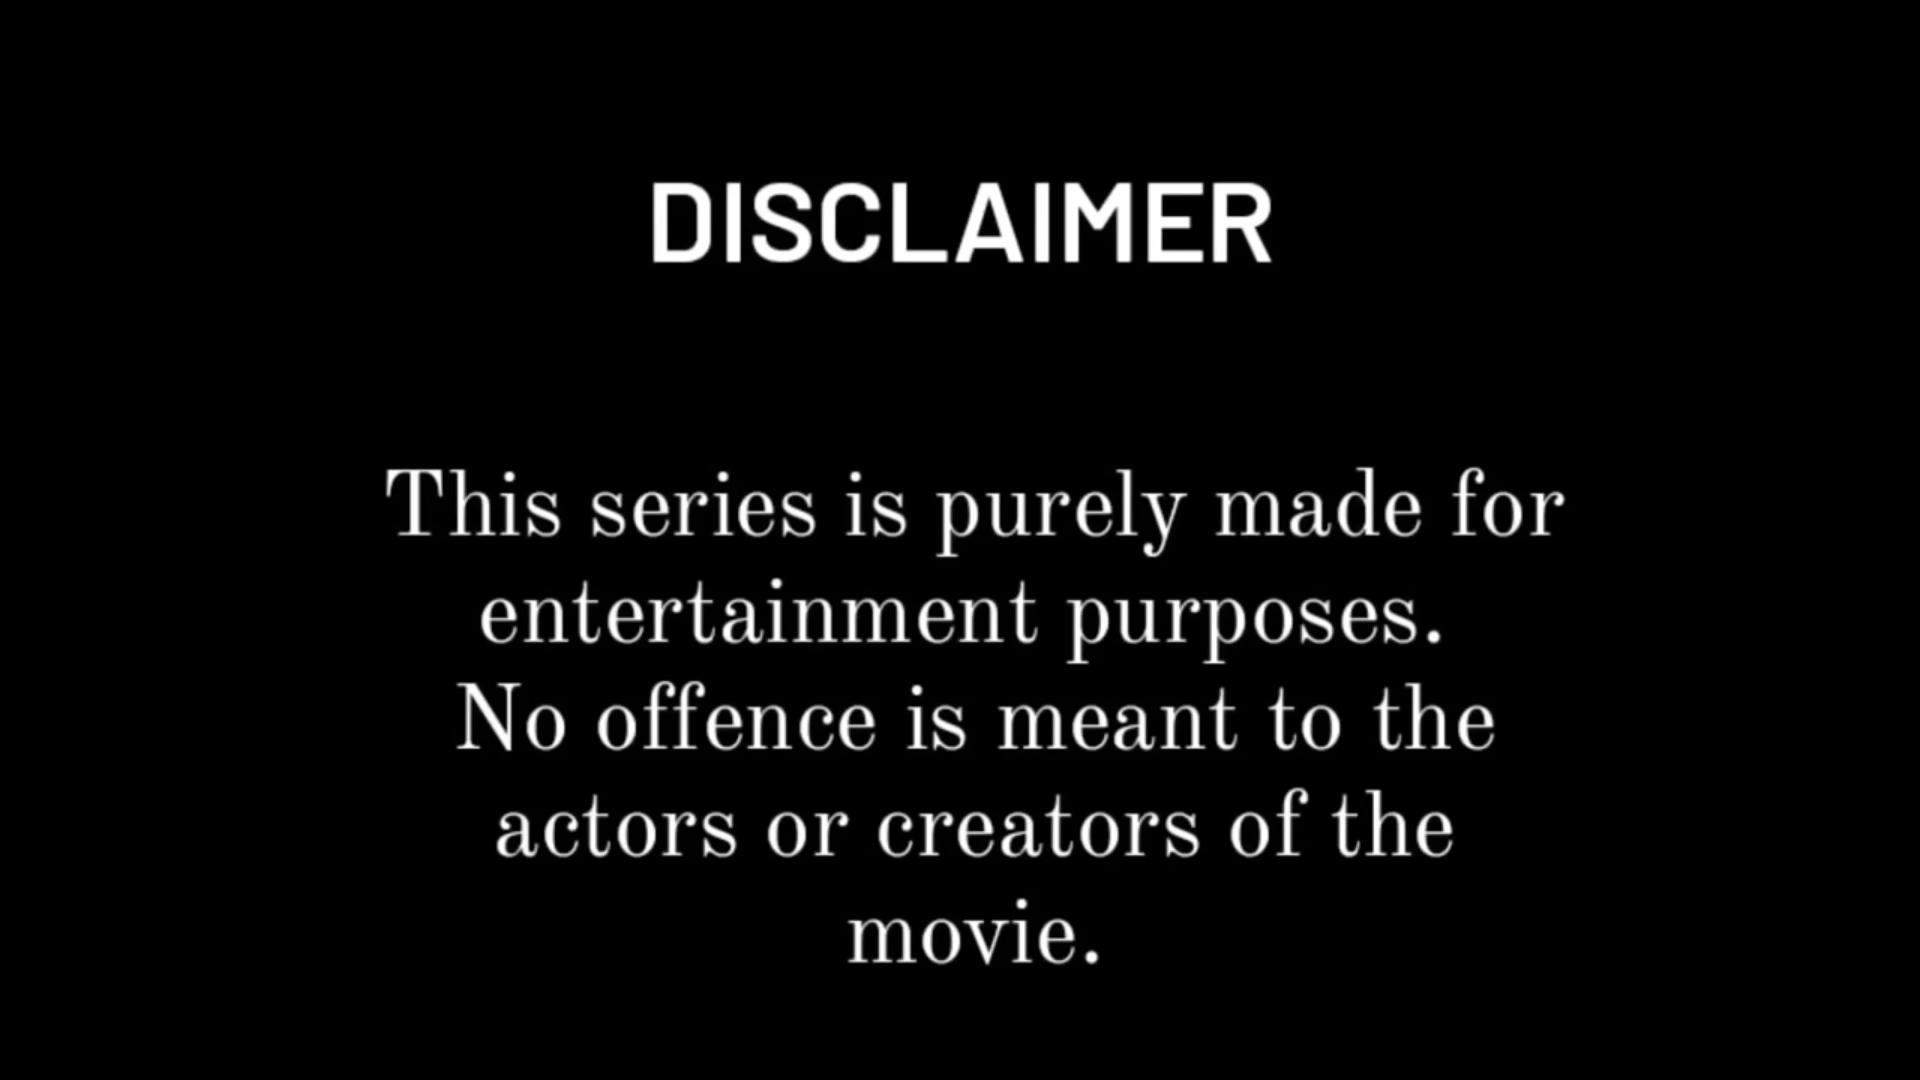 DISCLAIMER
This series is purely made for
entertainment purposes.
No offence is meant to the
actors or creators of the
movie.